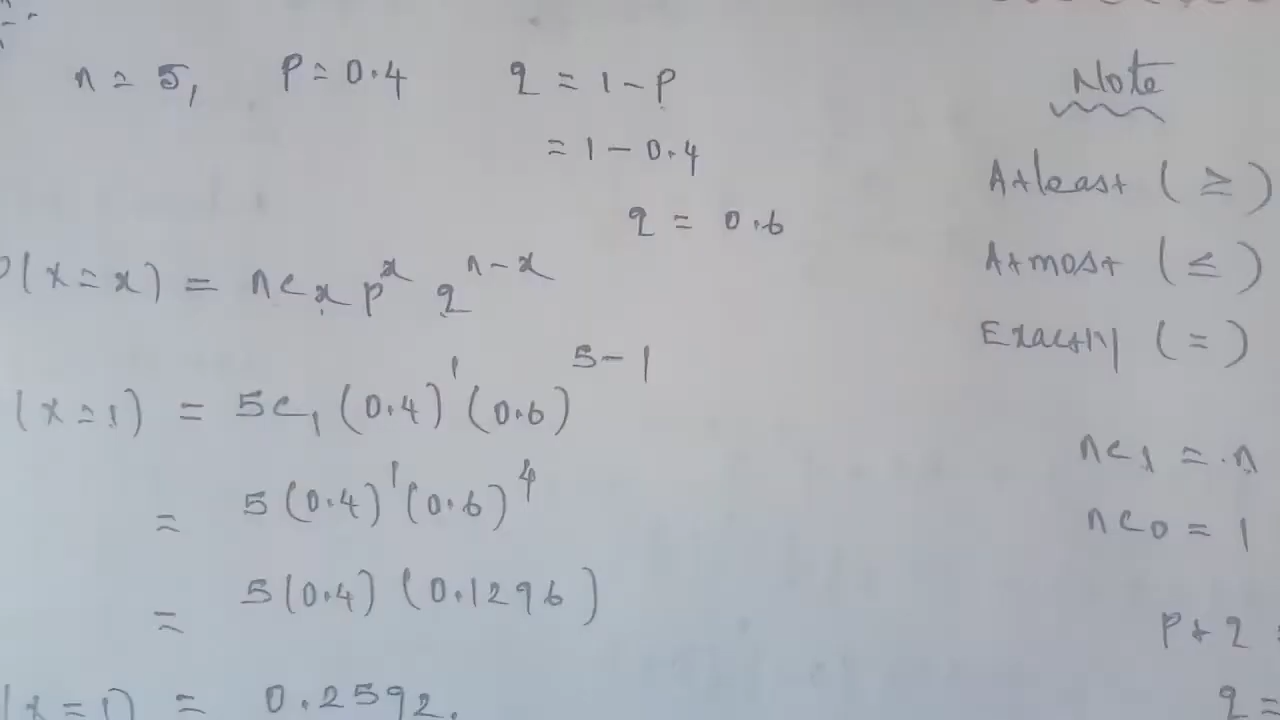 n = 5, P = 0.4 q = 1 - P
= 1 - 0.4
q = 0.6
(x = x) = nCx p^x q^n-x
(x = 1) = 5C1 (0.4)^1 (0.6)^5-1
= 5 (0.4)^1 (0.6)^4
= 5 (0.4) (0.1296)
(x = 1) = 0.2592.
Note
Atleast (≥)
Atmost (≤)
Exactly (=)
nC1 = n
nC0 = 1
P + q
q =